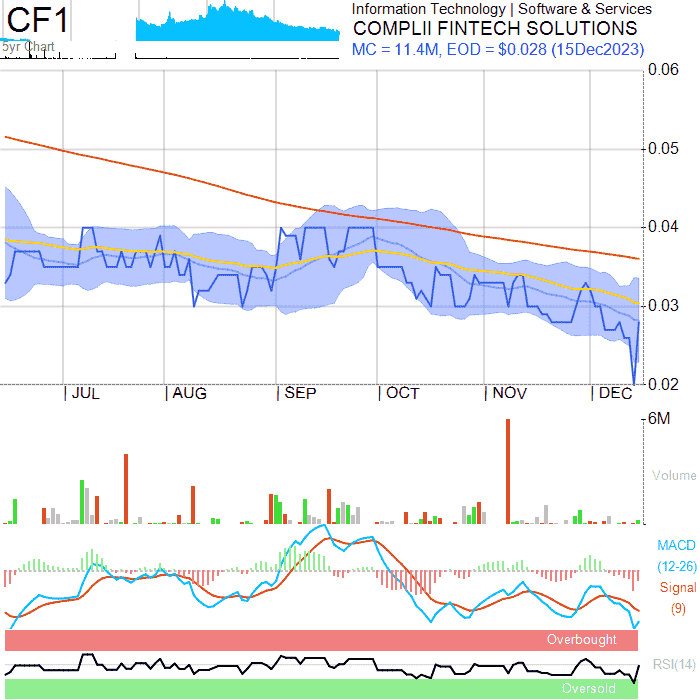 CF1
5yr Chart
Information Technology | Software & Services
COMPLII FINTECH SOLUTIONS
MC = 11.4M, EOD = $0.028 (15Dec2023)
0.06
0.05
0.04
0.03
0.02
| JUL | AUG | SEP | OCT | NOV | DEC
6M
Volume
MACD
(12-26)
Signal
(9)
Overbought
RSI(14)
Oversold